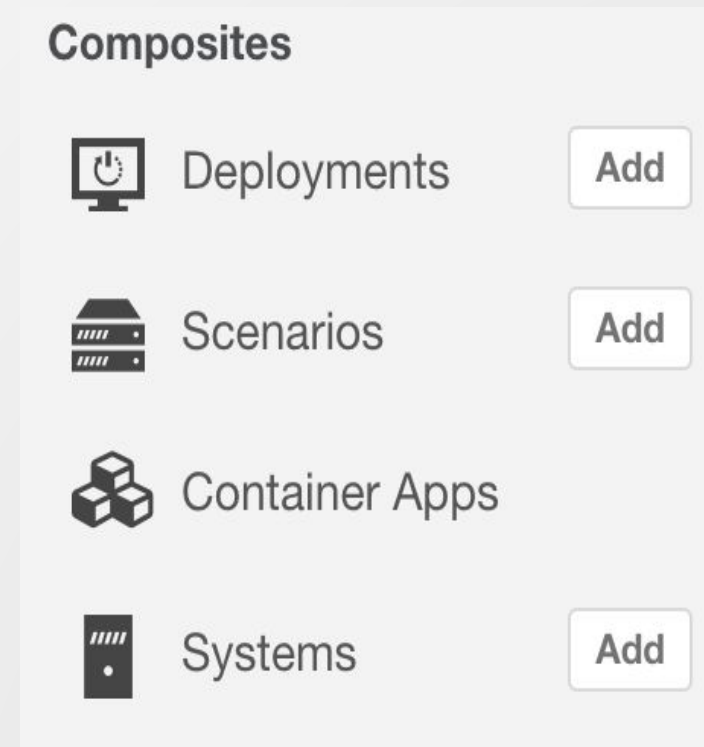 Composites
Deployments Add
Scenarios Add
Container Apps
Systems Add